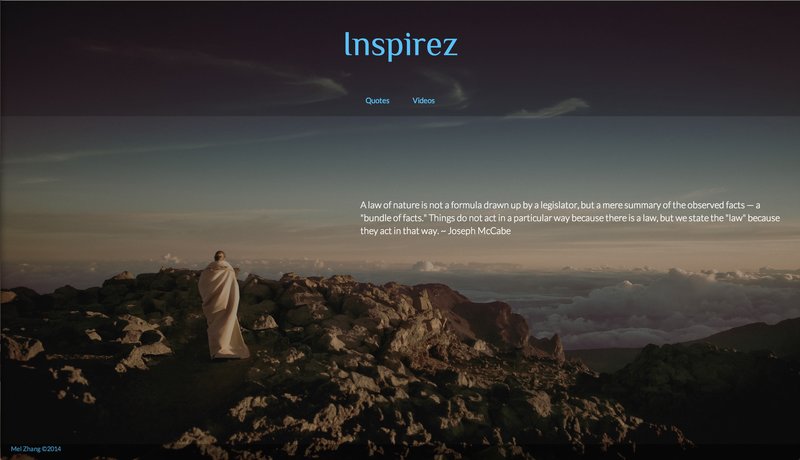 Inspirez
Quotes
Videos
A law of nature is not a formula drawn up by a legislator, but a mere summary of the observed facts — a
"bundle of facts." Things do not act in a particular way because there is a law, but we state the "law" because
they act in that way. ~ Joseph McCabe
Mei Zhang ©2014